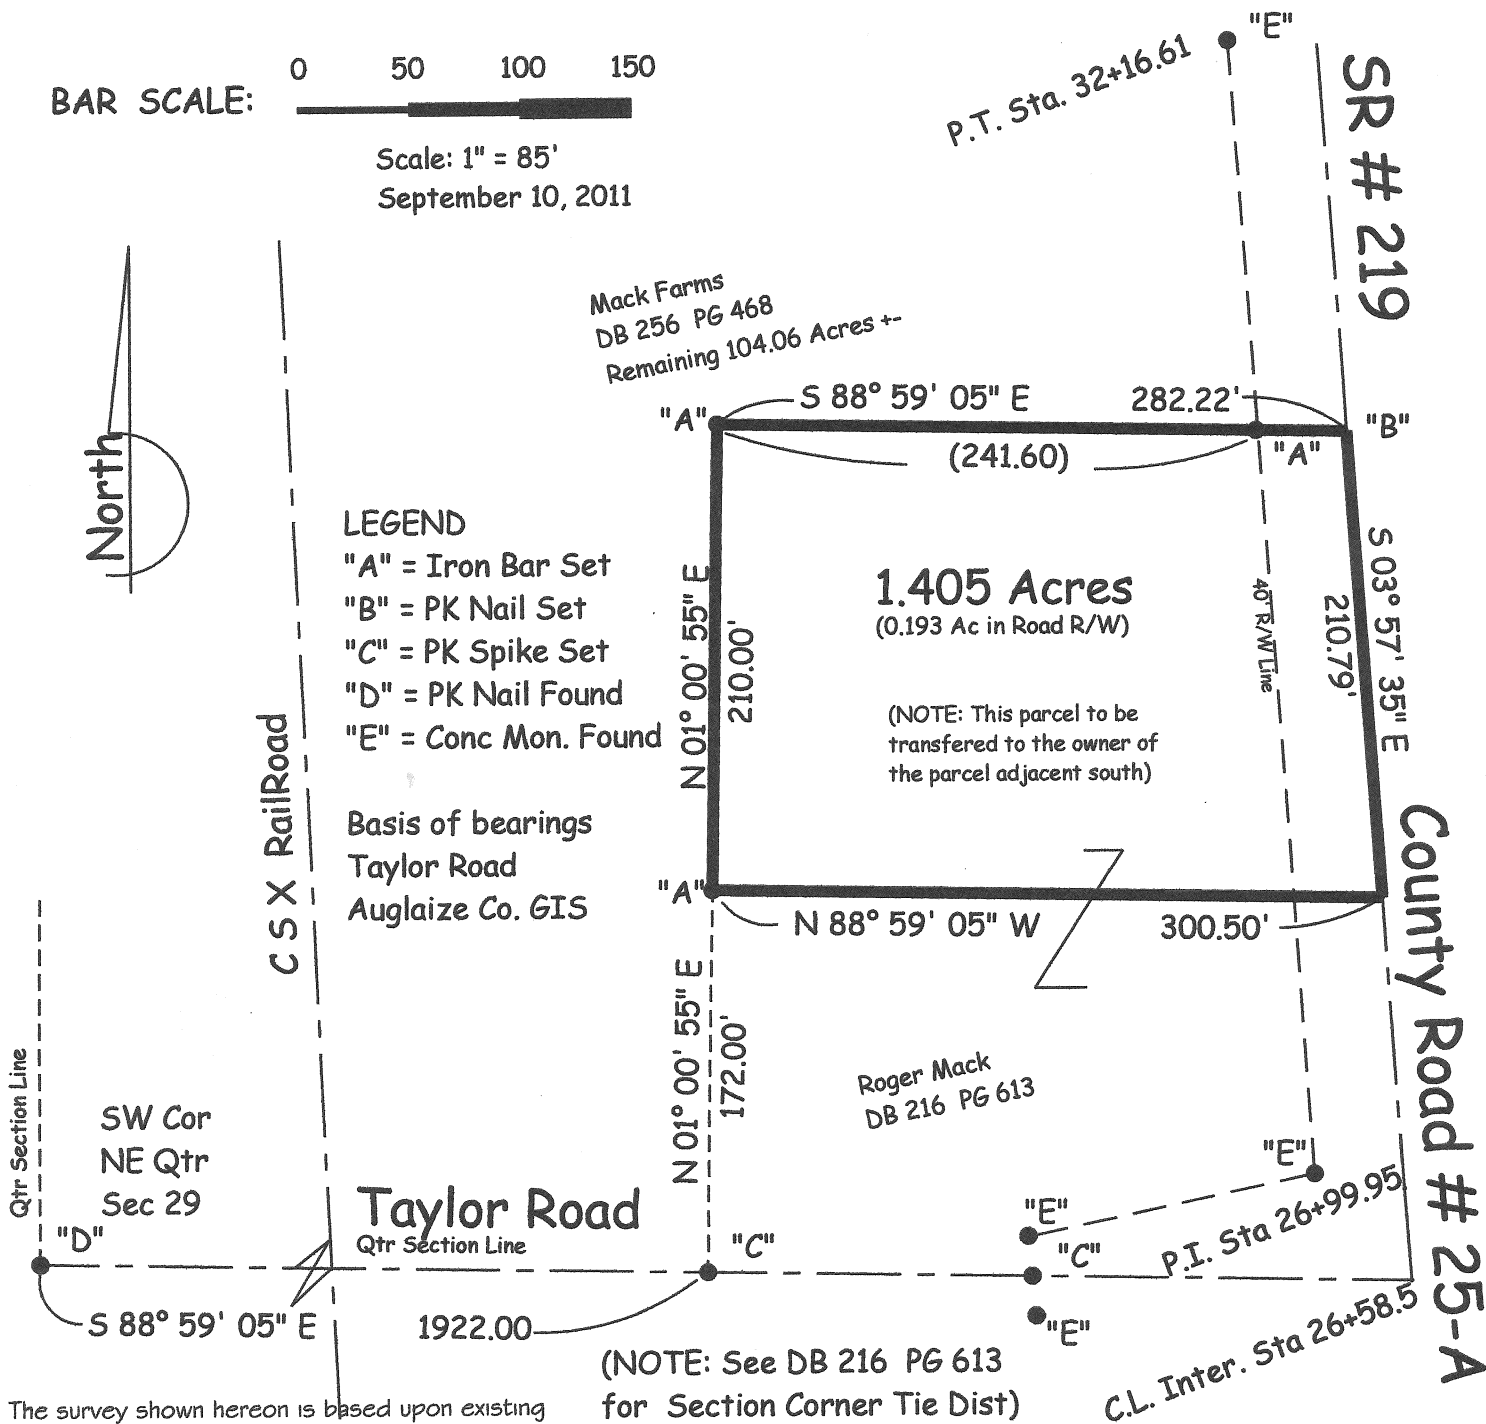 0 50 100 150
BAR SCALE:
Scale: 1" = 85'
September 10, 2011
P.T. Sta. 32+16.61
"E"
SR # 219
Mack Farms
DB 256 PG 468
Remaining 104.06 Acres +-
North
"A"
S 88° 59' 05" E 282.22'
"B"
(241.60)
"A"
LEGEND
"A" = Iron Bar Set
"B" = PK Nail Set
"C" = PK Spike Set
"D" = PK Nail Found
"E" = Conc Mon. Found
Basis of bearings
Taylor Road
Auglaize Co. GIS
C S X RailRoad
N 01° 00' 55" E
210.00'
1.405 Acres
(0.193 Ac in Road R/W)
(NOTE: This parcel to be
transfered to the owner of
the parcel adjacent south)
40' R/W Line
S 03° 57' 35" E
210.79'
"A"
N 88° 59' 05" W 300.50'
County Road # 25-A
N 01° 00' 55" E
172.00'
Roger Mack
DB 216 PG 613
Qtr Section Line
SW Cor
NE Qtr
Sec 29
"D"
Taylor Road
Qtr Section Line
"C"
"E"
"E"
"C"
P.I. Sta 26+99.95
S 88° 59' 05" E
1922.00
"E"
C.L. Inter. Sta 26+58.5
(NOTE: See DB 216 PG 613
for Section Corner Tie Dist)
The survey shown hereon is based upon existing